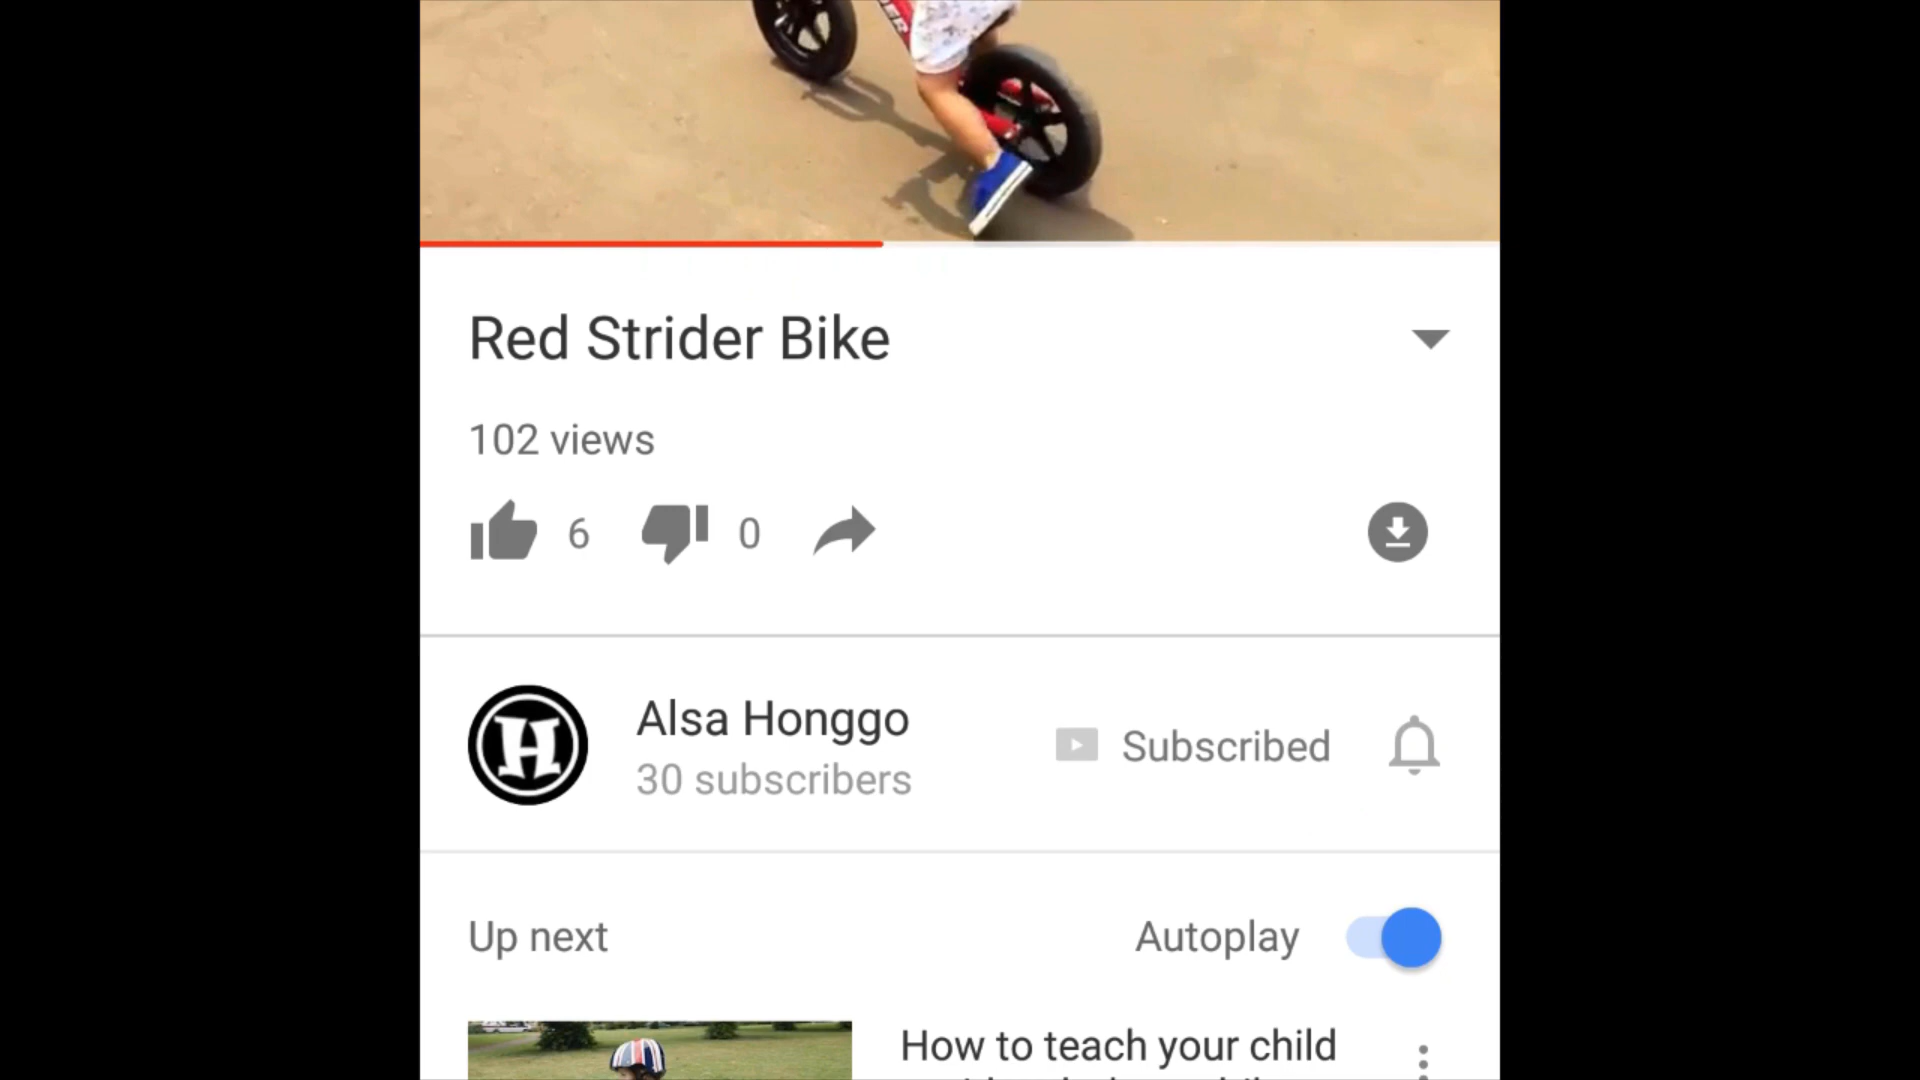 Red Strider Bike
102 views
6 0
H Alsa Honggo
30 subscribers
Subscribed
Up next
Autoplay
How to teach your child